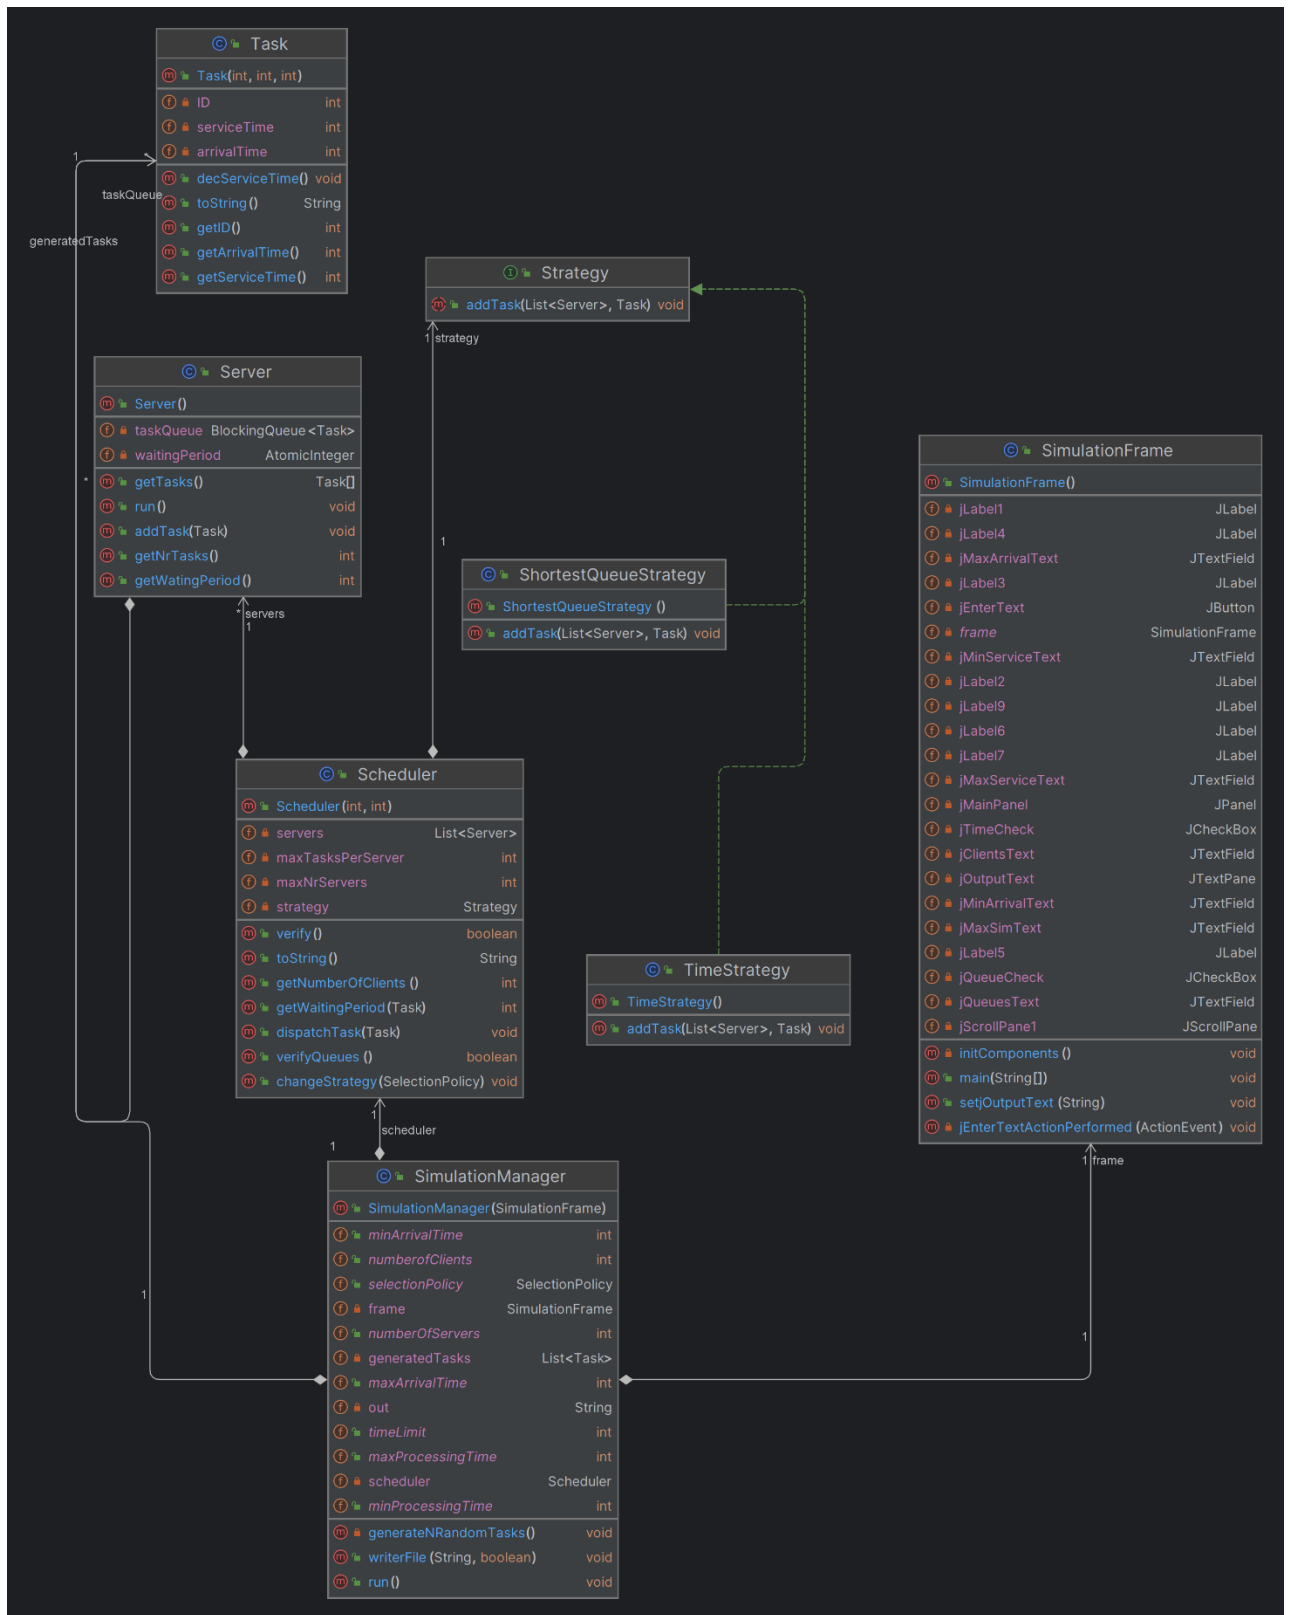 Task
Task(int, int, int)
ID int
serviceTime int
arrivalTime int
decServiceTime() void
toString() String
getID() int
getArrivalTime() int
getServiceTime() int
1
*
taskQueue
generatedTasks
Strategy
addTask(List<Server>, Task) void
1 strategy
1
Server
Server()
taskQueue BlockingQueue<Task>
waitingPeriod AtomicInteger
getTasks() Task[]
run() void
addTask(Task) void
getNrTasks() int
getWatingPeriod() int
*
* servers
1
ShortestQueueStrategy
ShortestQueueStrategy ()
addTask(List<Server>, Task) void
SimulationFrame
SimulationFrame()
jLabel1 JLabel
jLabel4 JLabel
jMaxArrivalText JTextField
jLabel3 JLabel
jEnterText JButton
frame SimulationFrame
jMinServiceText JTextField
jLabel2 JLabel
jLabel9 JLabel
jLabel6 JLabel
jLabel7 JLabel
jMaxServiceText JTextField
jMainPanel JPanel
jTimeCheck JCheckBox
jClientsText JTextField
jOutputText JTextPane
jMinArrivalText JTextField
jMaxSimText JTextField
jLabel5 JLabel
jQueueCheck JCheckBox
jQueuesText JTextField
jScrollPane1 JScrollPane
initComponents () void
main(String[]) void
setjOutputText (String) void
jEnterTextActionPerformed (ActionEvent) void
1 frame
1
Scheduler
Scheduler(int, int)
servers List<Server>
maxTasksPerServer int
maxNrServers int
strategy Strategy
verify() boolean
toString() String
getNumberOfClients () int
getWaitingPeriod(Task) int
dispatchTask(Task) void
verifyQueues () boolean
changeStrategy(SelectionPolicy) void
1
scheduler
1
TimeStrategy
TimeStrategy()
addTask(List<Server>, Task) void
SimulationManager
SimulationManager(SimulationFrame)
minArrivalTime int
numberofClients int
selectionPolicy SelectionPolicy
frame SimulationFrame
numberOfServers int
generatedTasks List<Task>
maxArrivalTime int
out String
timeLimit int
maxProcessingTime int
scheduler Scheduler
minProcessingTime int
generateNRandomTasks() void
writerFile (String, boolean) void
run() void
1